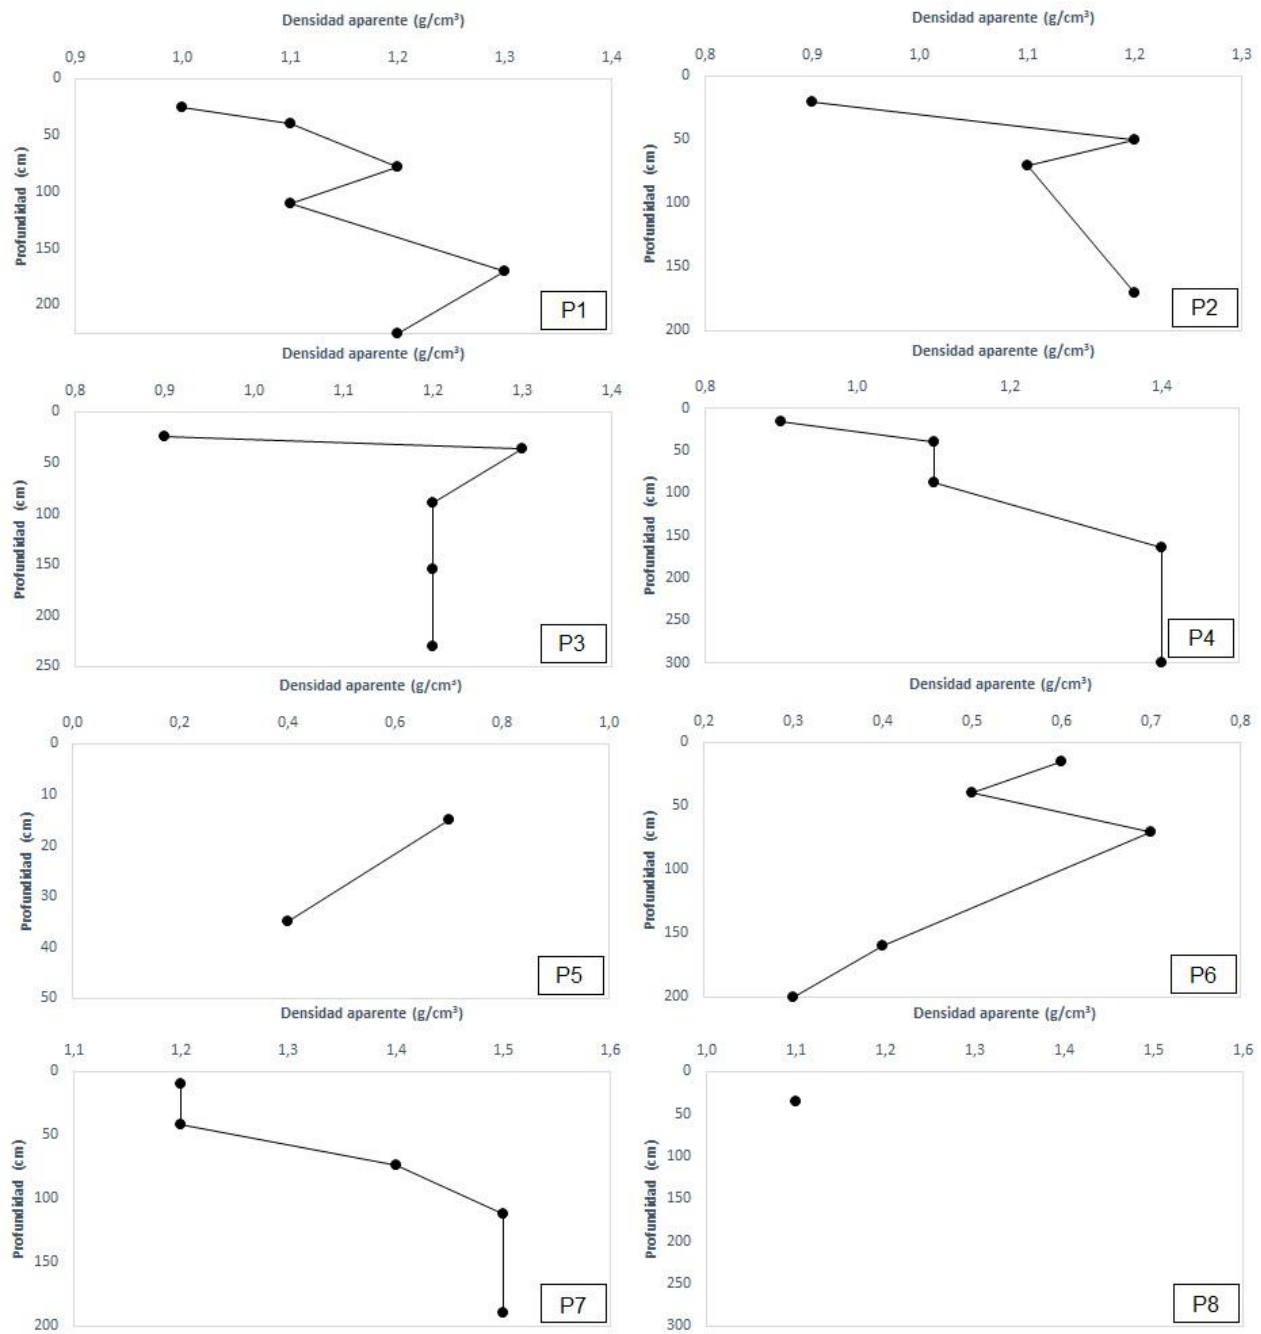 Densidad aparente (g/cm³)
0,9 1,0 1,1 1,2 1,3 1,4
0
50
100
150
200
Profundidad (cm)
P1
Densidad aparente (g/cm³)
0,8 0,9 1,0 1,1 1,2 1,3
0
50
100
150
200
Profundidad (cm)
P2
Densidad aparente (g/cm³)
0,8 0,9 1,0 1,1 1,2 1,3 1,4
0
50
100
150
200
250
Profundidad (cm)
P3
Densidad aparente (g/cm³)
0,8 1,0 1,2 1,4
0
50
100
150
200
250
300
Profundidad (cm)
P4
Densidad aparente (g/cm³)
0,0 0,2 0,4 0,6 0,8 1,0
0
10
20
30
40
50
Profundidad (cm)
P5
Densidad aparente (g/cm³)
0,2 0,3 0,4 0,5 0,6 0,7 0,8
0
50
100
150
200
Profundidad (cm)
P6
Densidad aparente (g/cm³)
1,1 1,2 1,3 1,4 1,5 1,6
0
50
100
150
200
Profundidad (cm)
P7
Densidad aparente (g/cm³)
1,0 1,1 1,2 1,3 1,4 1,5 1,6
0
50
100
150
200
250
300
Profundidad (cm)
P8